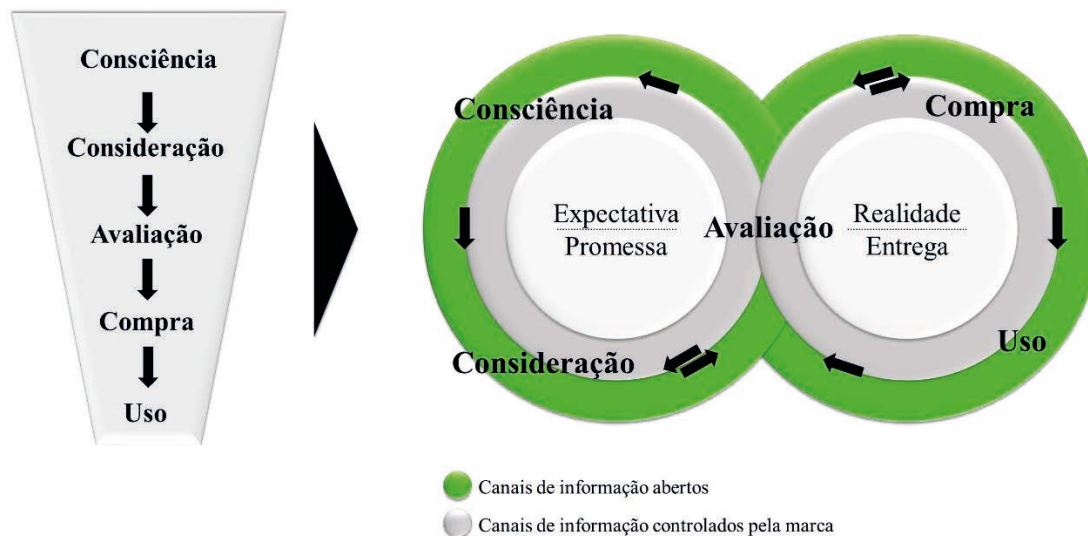 Consciência
Consideração
Avaliação
Compra
Uso
Consciência
Consideração
Expectativa
Promessa
Avaliação
Realidade
Entrega
Compra
Uso
Canais de informação abertos
Canais de informação controlados pela marca